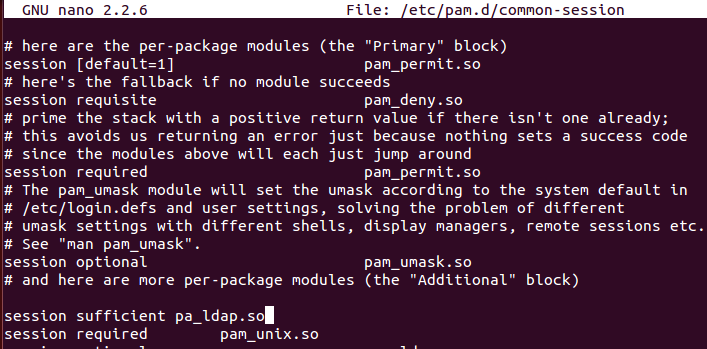 GNU nano 2.2.6 File: /etc/pam.d/common-session
# here are the per-package modules (the "Primary" block)
session [default=1] pam_permit.so
# here's the fallback if no module succeeds
session requisite pam_deny.so
# prime the stack with a positive return value if there isn't one already;
# this avoids us returning an error just because nothing sets a success code
# since the modules above will each just jump around
session required pam_permit.so
# The pam_umask module will set the umask according to the system default in
# /etc/login.defs and user settings, solving the problem of different
# umask settings with different shells, display managers, remote sessions etc.
# See "man pam_umask".
session optional pam_umask.so
# and here are more per-package modules (the "Additional" block)
session sufficient pa_ldap.so
session required pam_unix.so